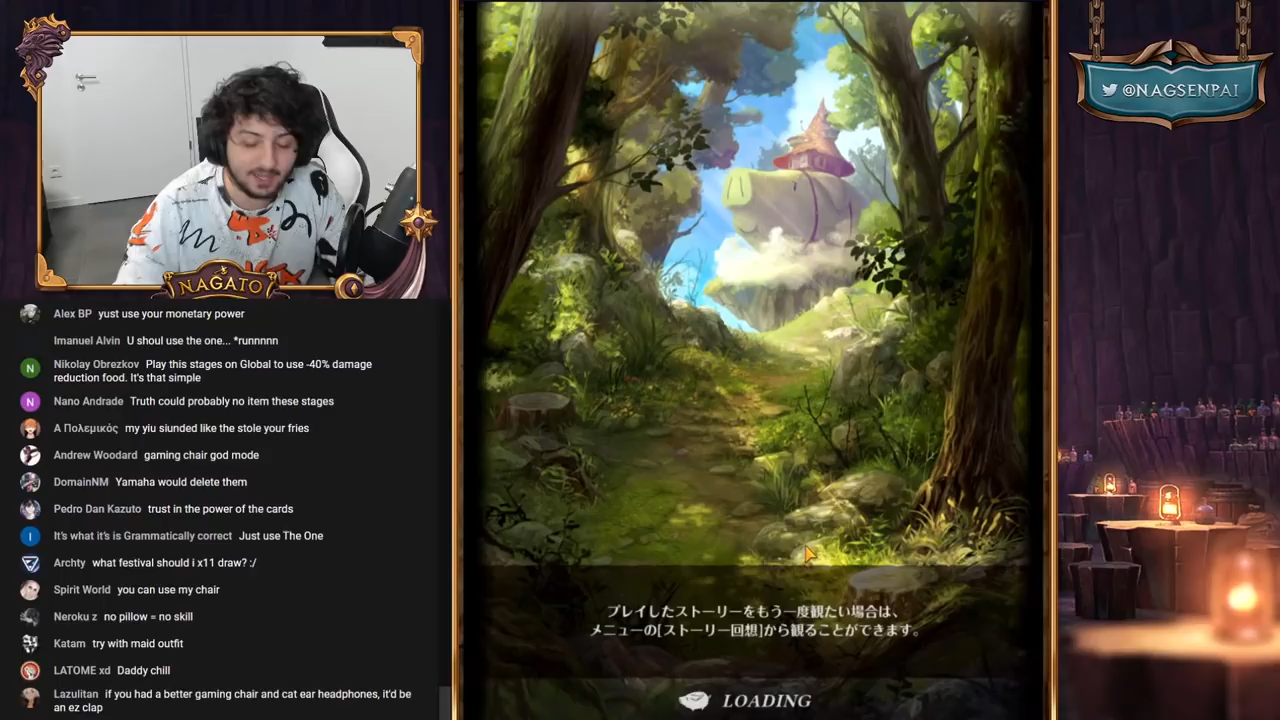 @NAGSENPAI
NAGATO
Alex BP yust use your monetary power
Imanuel Alvin U shoul use the one... *runnnnn
N
Nikolay Obrezkov Play this stages on Global to use -40% damage
reduction food. It's that simple
N
Nano Andrade Truth could probably no item these stages
Α Πολεμικός my yiu siunded like the stole your fries
Andrew Woodard gaming chair god mode
DomainNM Yamaha would delete them
Pedro Dan Kazuto trust in the power of the cards
I
It's what it's is Grammatically correct Just use The One
Archty what festival should i x11 draw? :/
Spirit World you can use my chair
Neroku z no pillow = no skill
Katam try with maid outfit
LATOME xd Daddy chill
Lazulitan if you had a better gaming chair and cat ear headphones, it'd be
an ez clap
プレイしたストーリーをもう一度観たい場合は、
メニューの[ストーリー回想]から観ることができます。
LOADING